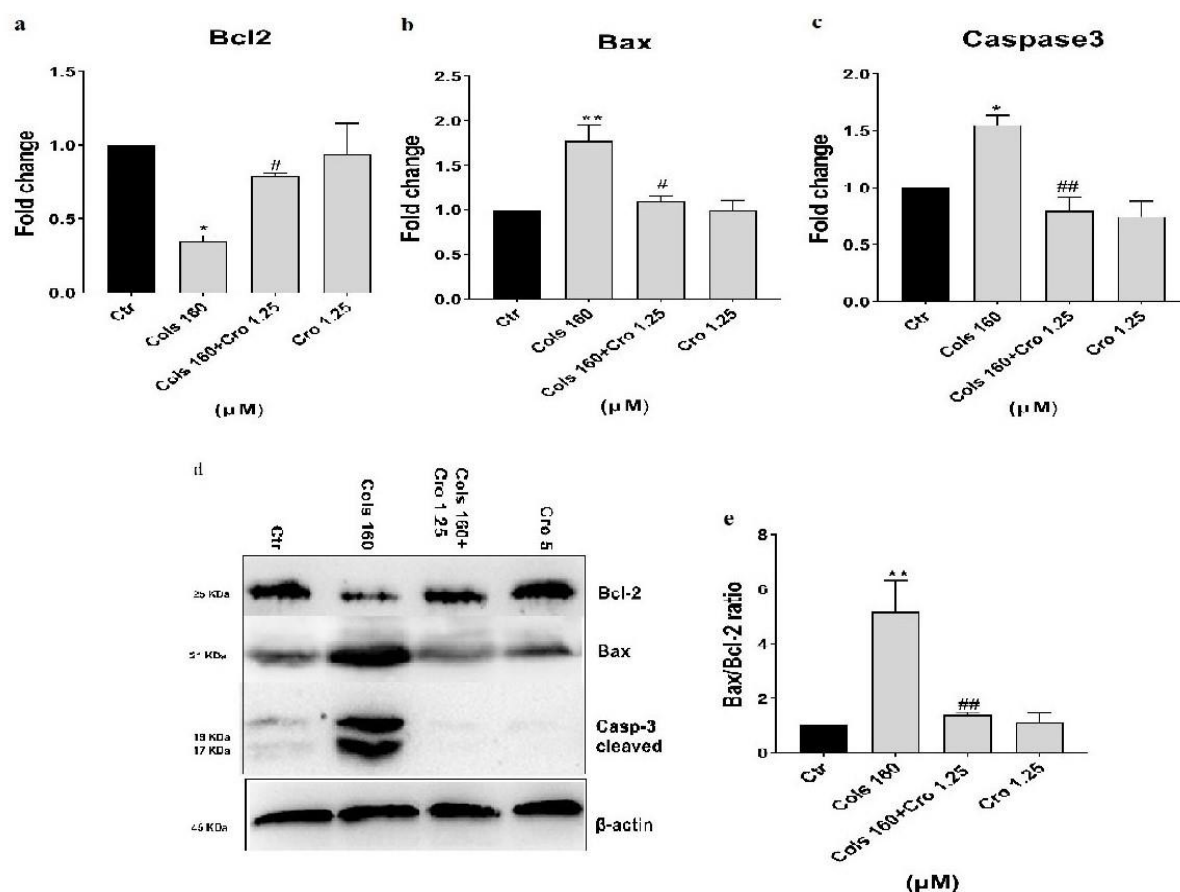 a
Bcl2
Fold change
1.5
1.0
0.5
0.0
Ctr
Cols 160
Cols 160+Cro 1.25
Cro 1.25
(µM)
*
#
b
Bax
Fold change
2.5
2.0
1.5
1.0
0.5
0.0
Ctr
Cols 160
Cols 160+Cro 1.25
Cro 1.25
(µM)
**
#
c
Caspase3
Fold change
2.0
1.5
1.0
0.5
0.0
Ctr
Cols 160
Cols 160+Cro 1.25
Cro 1.25
(µM)
*
##
d
Ctr
Cols 160
Cols 160+
Cro 1.25
Cro 5
25 KDa
Bcl-2
21 KDa
Bax
19 KDa
17 KDa
Casp-3
cleaved
45 KDa
β-actin
e
Bax/Bcl-2 ratio
8
6
4
2
0
Ctr
Cols 160
Cols 160+Cro 1.25
Cro 1.25
(µM)
**
##